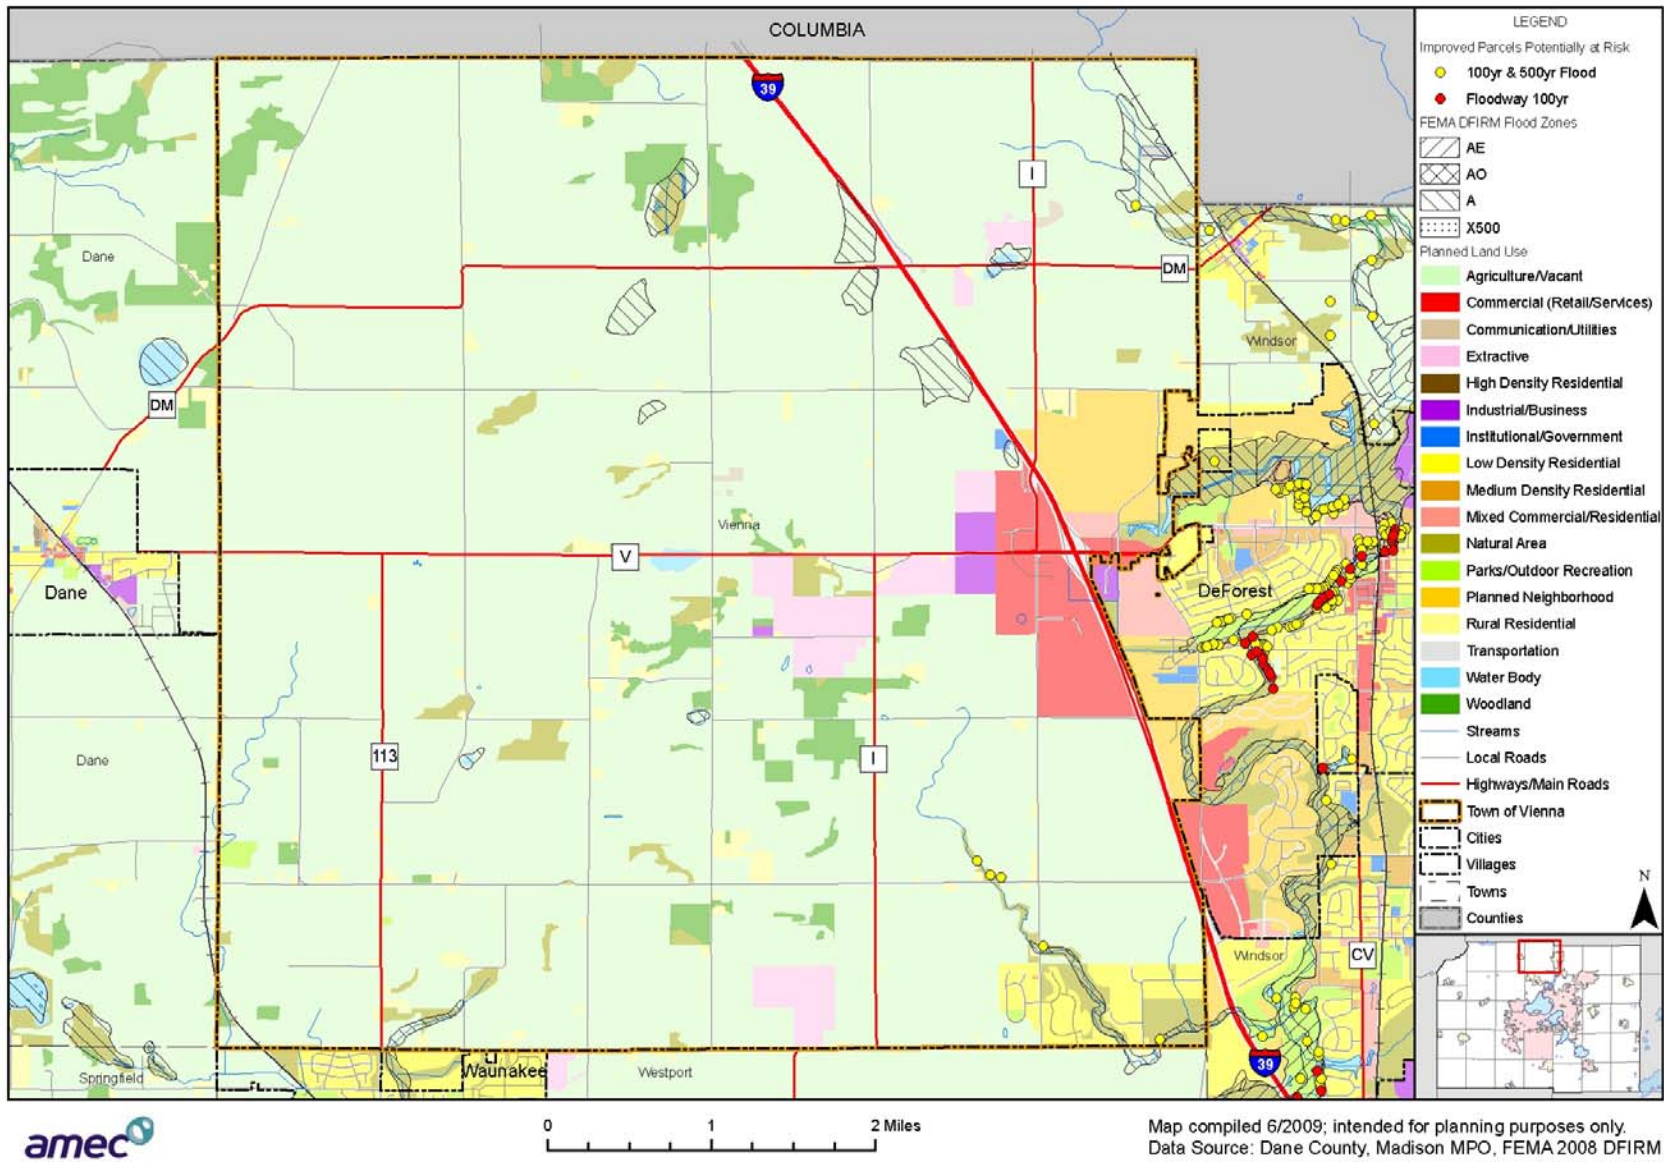 COLUMBIA
39
I
DM
Dane
Windsor
DM
Vienna
V
Dane
DeForest
Dane
113
I
Windsor
CV
39
Springfield
Waunakee
Westport
LEGEND
Improved Parcels Potentially at Risk
100yr & 500yr Flood
Floodway 100yr
FEMA DFIRM Flood Zones
AE
AO
A
X500
Planned Land Use
Agriculture/Vacant
Commercial (Retail/Services)
Communication/Utilities
Extractive
High Density Residential
Industrial/Business
Institutional/Government
Low Density Residential
Medium Density Residential
Mixed Commercial/Residential
Natural Area
Parks/Outdoor Recreation
Planned Neighborhood
Rural Residential
Transportation
Water Body
Woodland
Streams
Local Roads
Highways/Main Roads
Town of Vienna
Cities
Villages
Towns
Counties
N
amec
0 1 2 Miles
Map compiled 6/2009; intended for planning purposes only.
Data Source: Dane County, Madison MPO, FEMA 2008 DFIRM